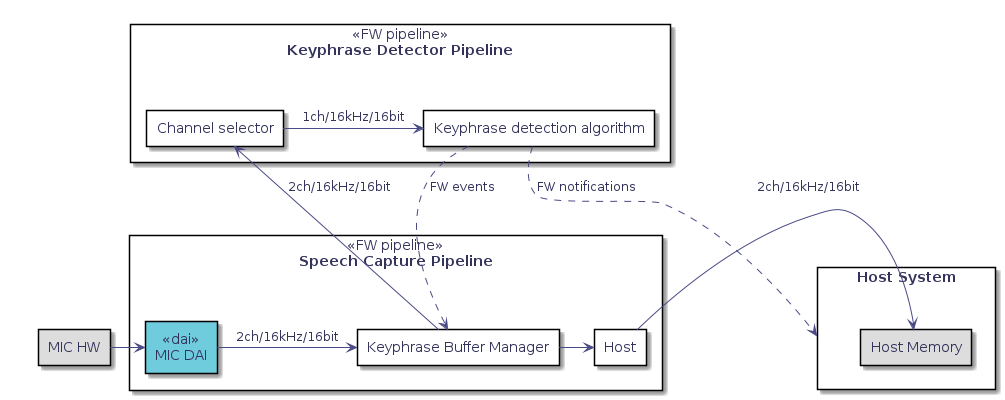 «FW pipeline»
Keyphrase Detector Pipeline
Channel selector
1ch/16kHz/16bit
Keyphrase detection algorithm
2ch/16kHz/16bit
FW events
FW notifications
2ch/16kHz/16bit
«FW pipeline»
Speech Capture Pipeline
Host System
MIC HW
«dai»
MIC DAI
2ch/16kHz/16bit
Keyphrase Buffer Manager
Host
Host Memory